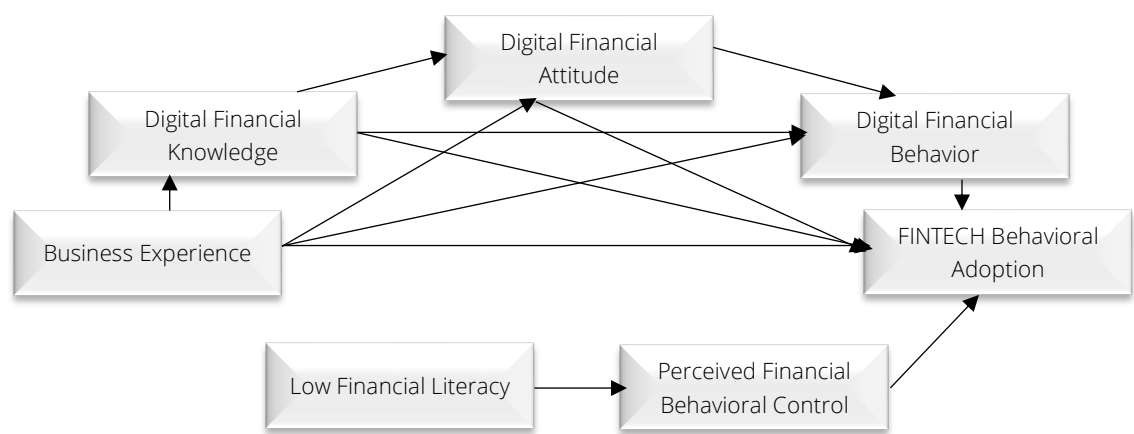 Digital Financial
Attitude
Digital Financial
Knowledge
Digital Financial
Behavior
Business Experience
FINTECH Behavioral
Adoption
Low Financial Literacy
Perceived Financial
Behavioral Control